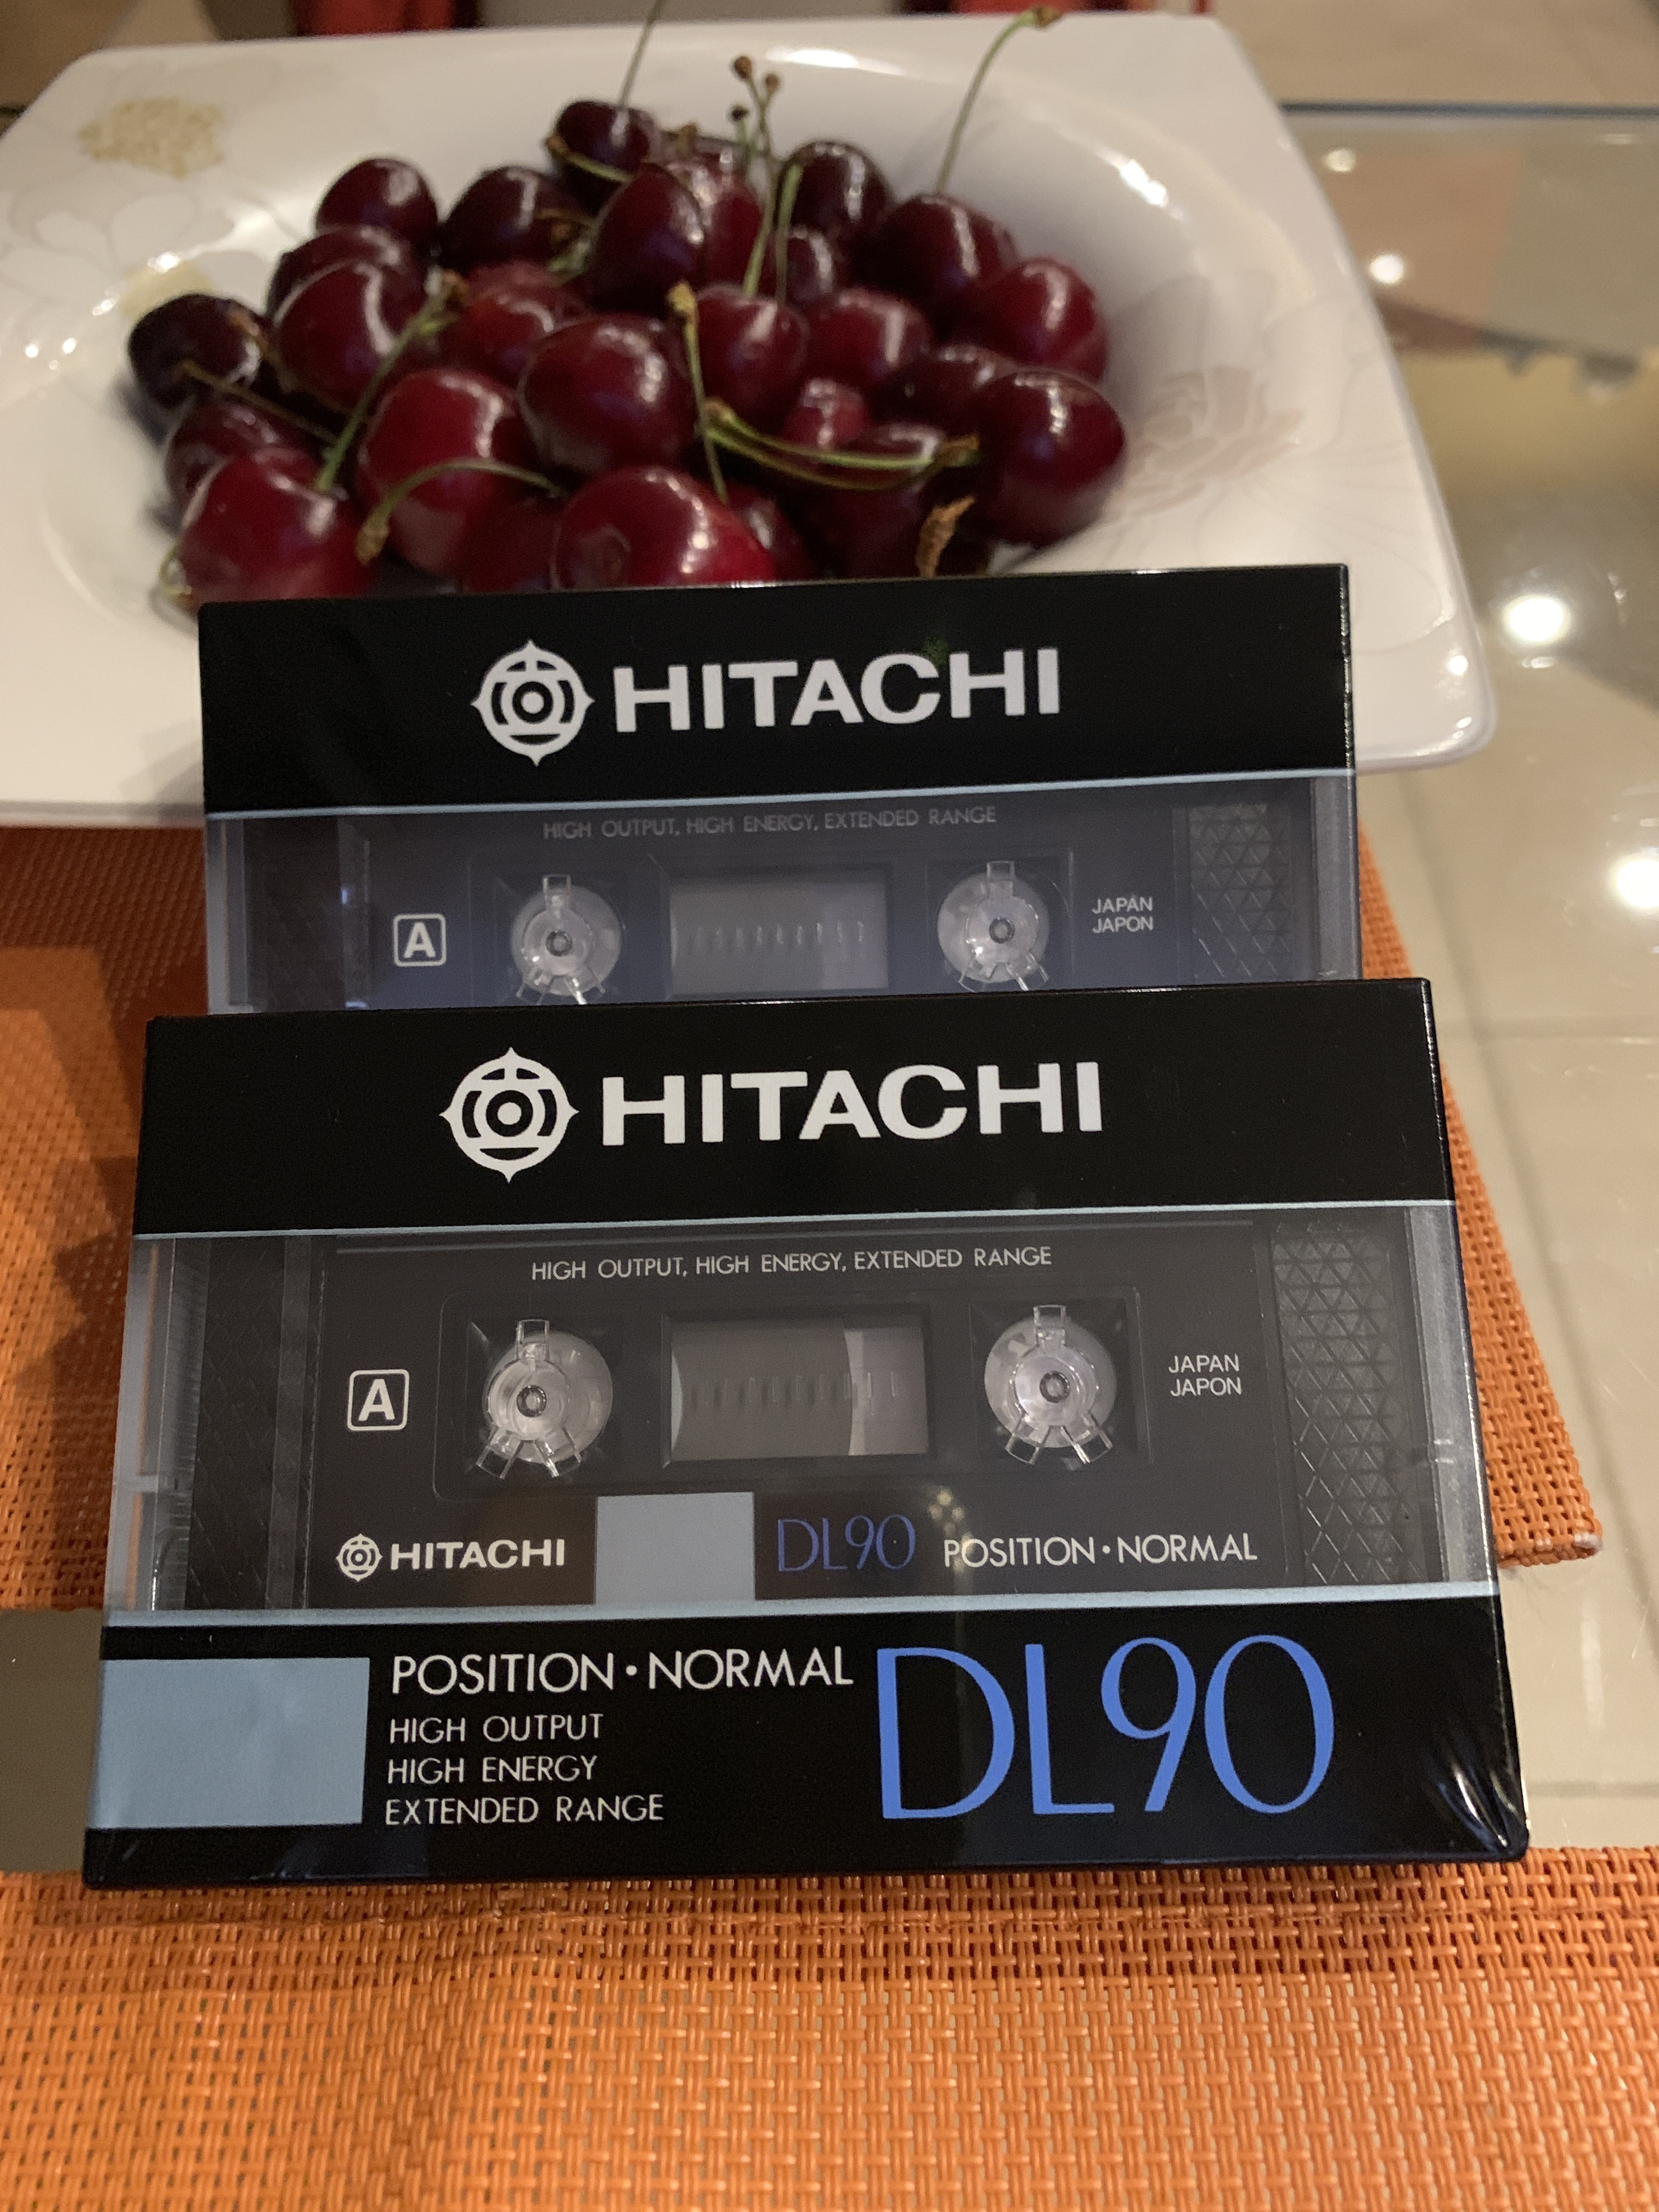 HITACHI
HIGH OUTPUT, HIGH ENERGY, EXTENDED RANGE
A
JAPAN
JAPON
HITACHI
HIGH OUTPUT, HIGH ENERGY, EXTENDED RANGE
A
JAPAN
JAPON
HITACHI DL90 POSITION•NORMAL
POSITION•NORMAL DL90
HIGH OUTPUT
HIGH ENERGY
EXTENDED RANGE